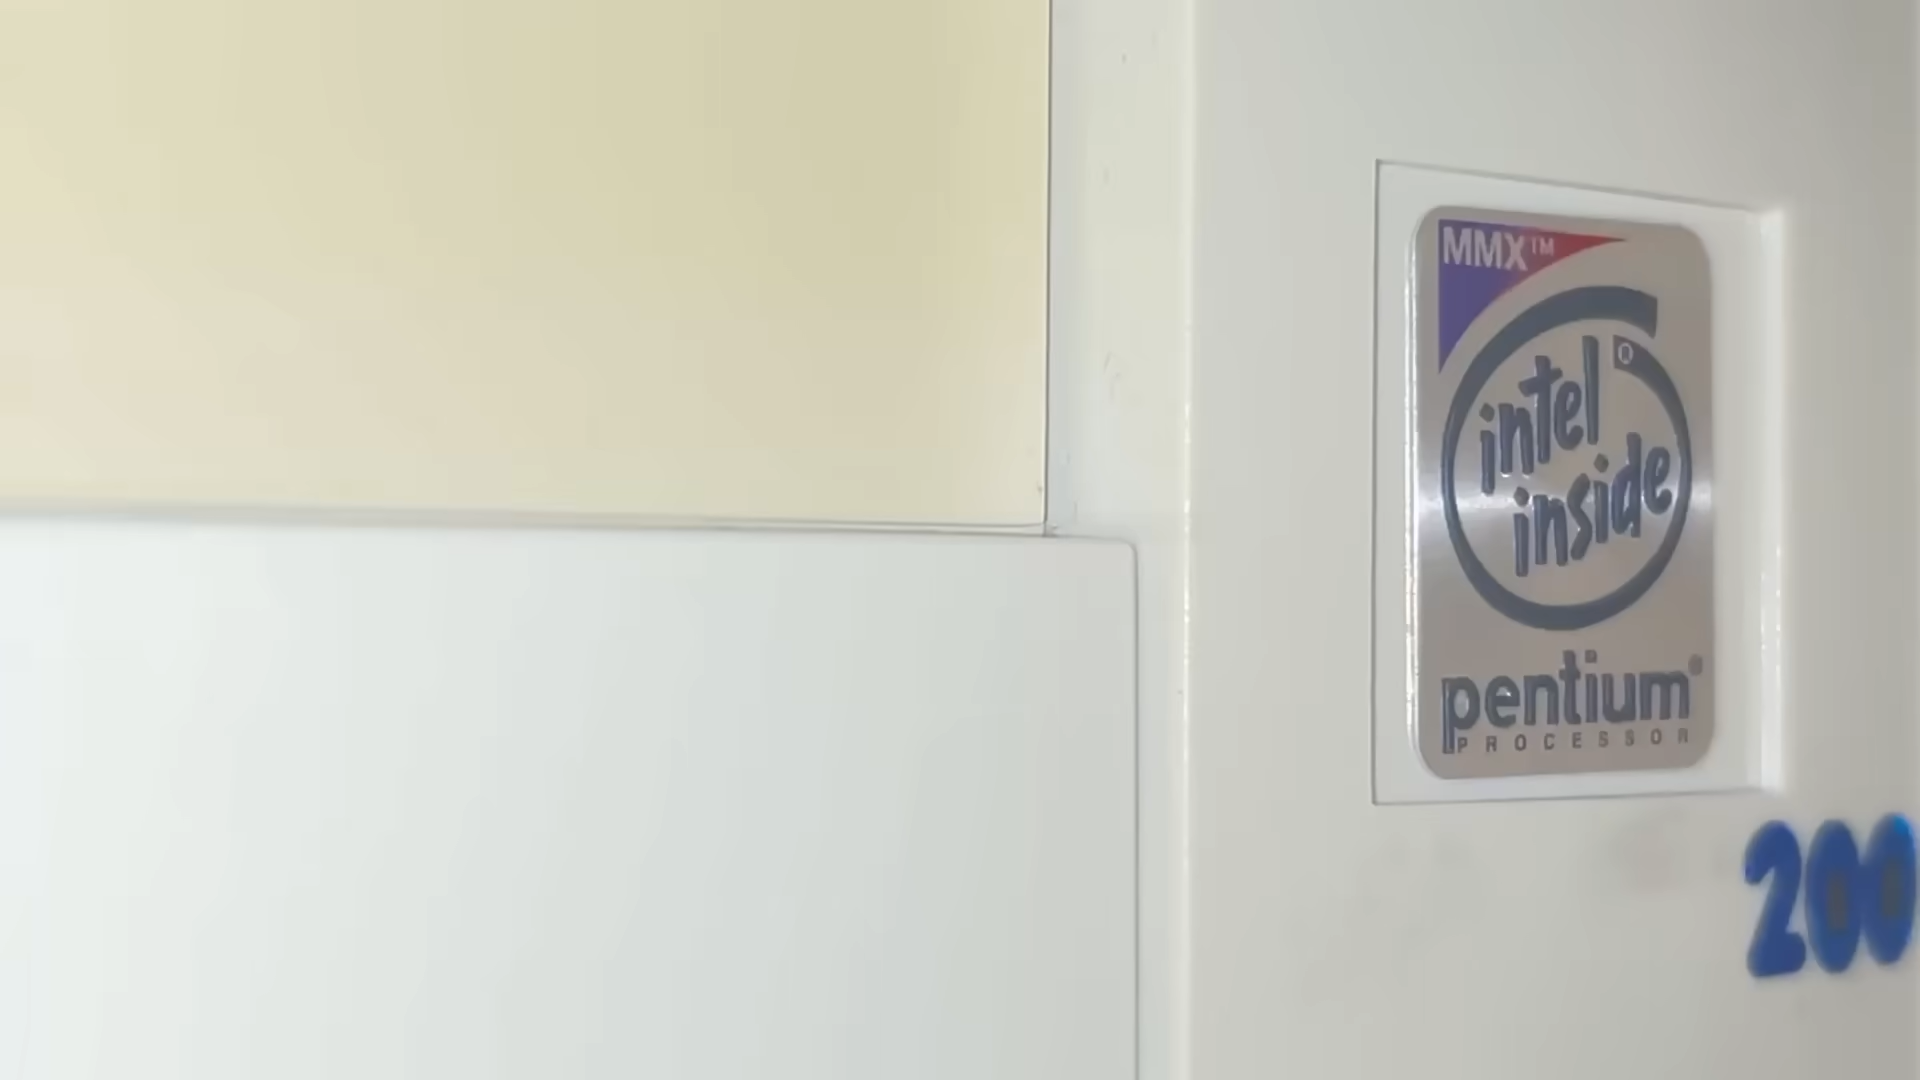 MMX™
intel®
inside
pentium®
PROCESSOR
200